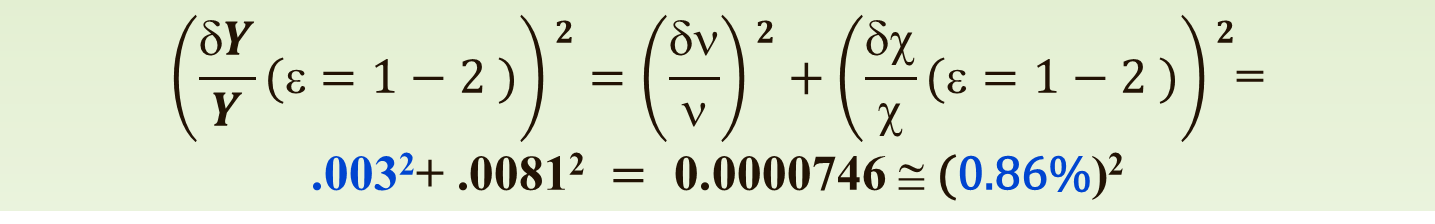 (δY/Y (ε = 1 − 2 ))² = (δν/ν)² + (δχ/χ (ε = 1 − 2 ))² =
.003²+ .0081² = 0.0000746 ≅ (0.86%)²